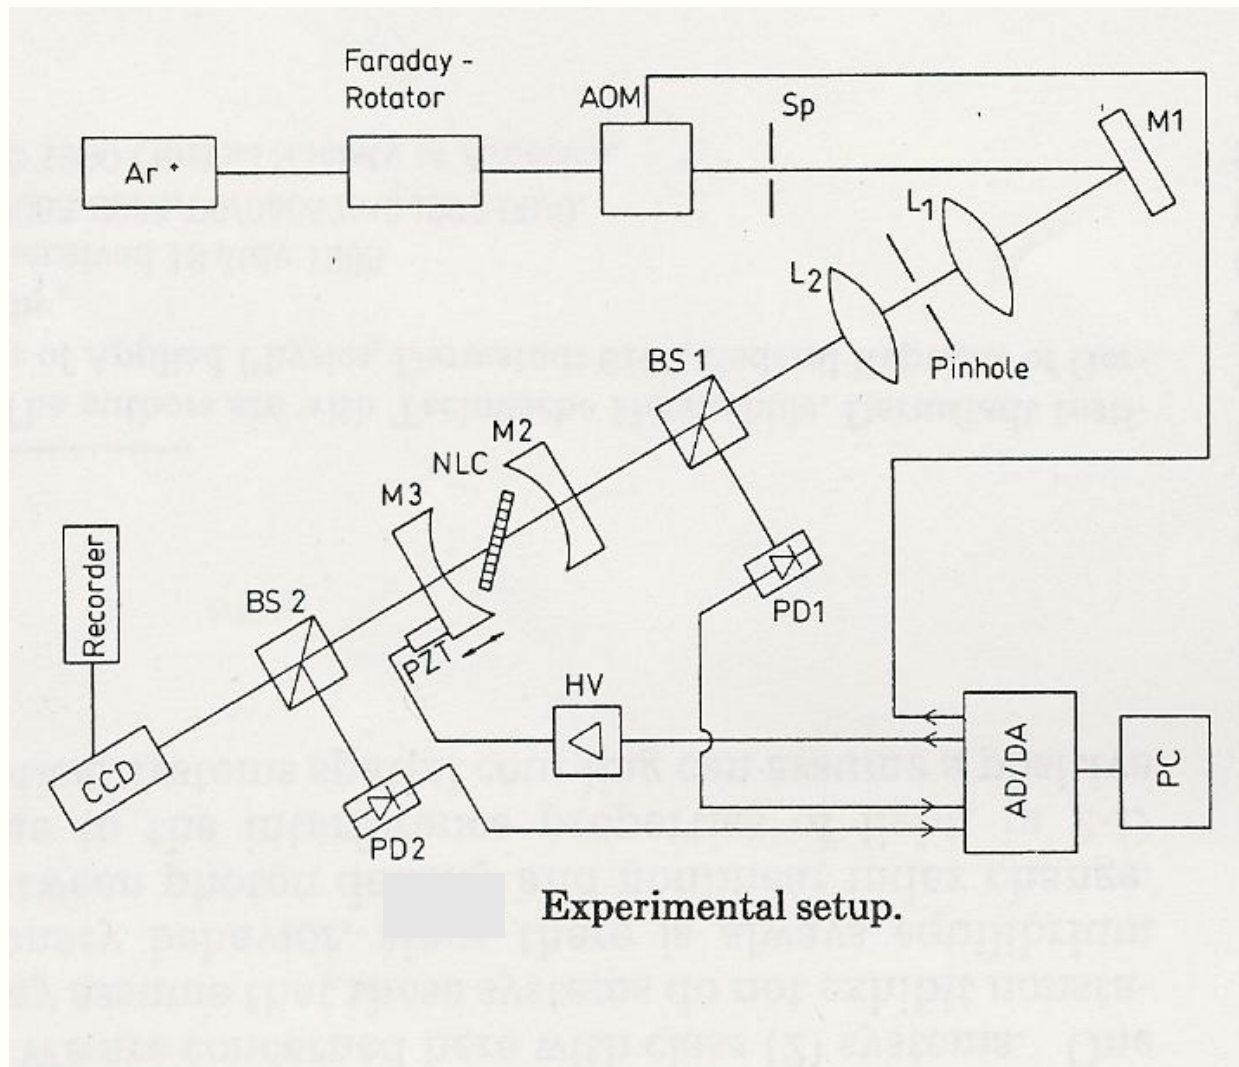 Faraday -
Rotator
AOM
Sp
M1
Ar +
L1
L2
Pinhole
BS 1
M2
NLC
M3
Recorder
BS 2
PD1
PZT
HV
AD/DA
PC
CCD
PD2
Experimental setup.